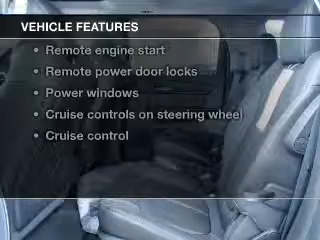 VEHICLE FEATURES
• Remote engine start
• Remote power door locks
• Power windows
• Cruise controls on steering wheel
• Cruise control